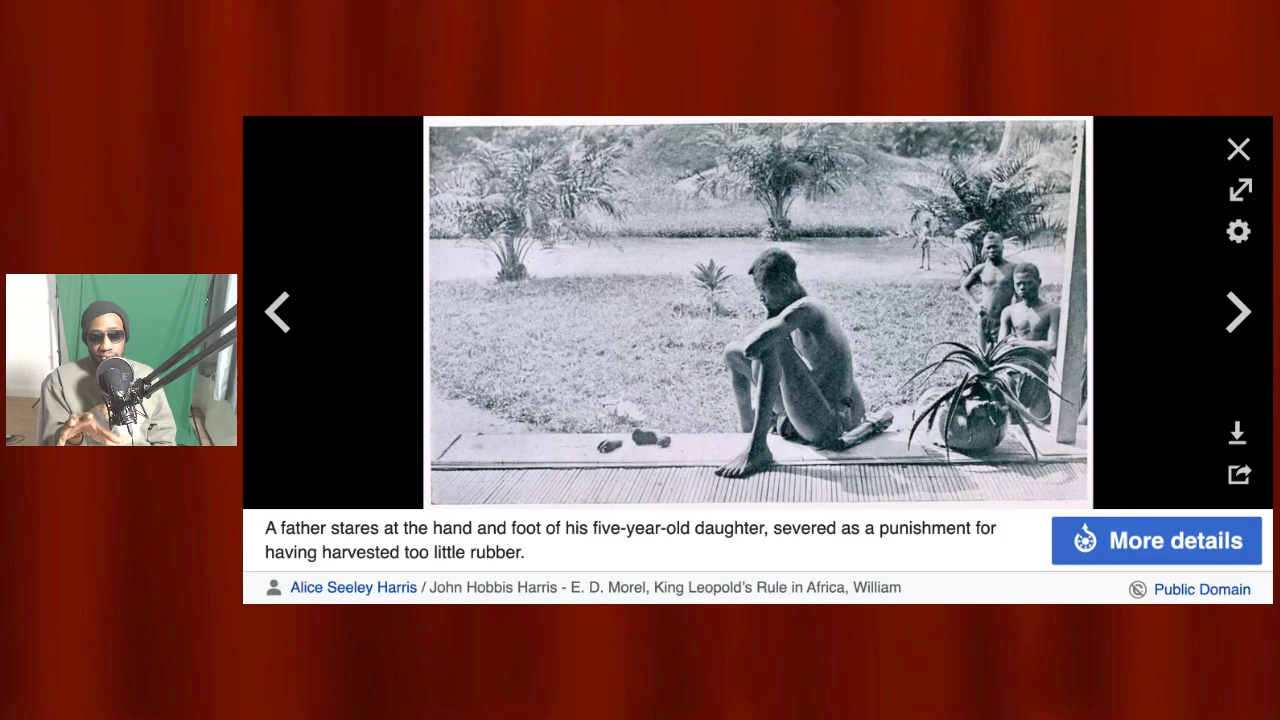 A father stares at the hand and foot of his five-year-old daughter, severed as a punishment for
having harvested too little rubber.
More details
Alice Seeley Harris / John Hobbis Harris - E. D. Morel, King Leopold's Rule in Africa, William
Public Domain